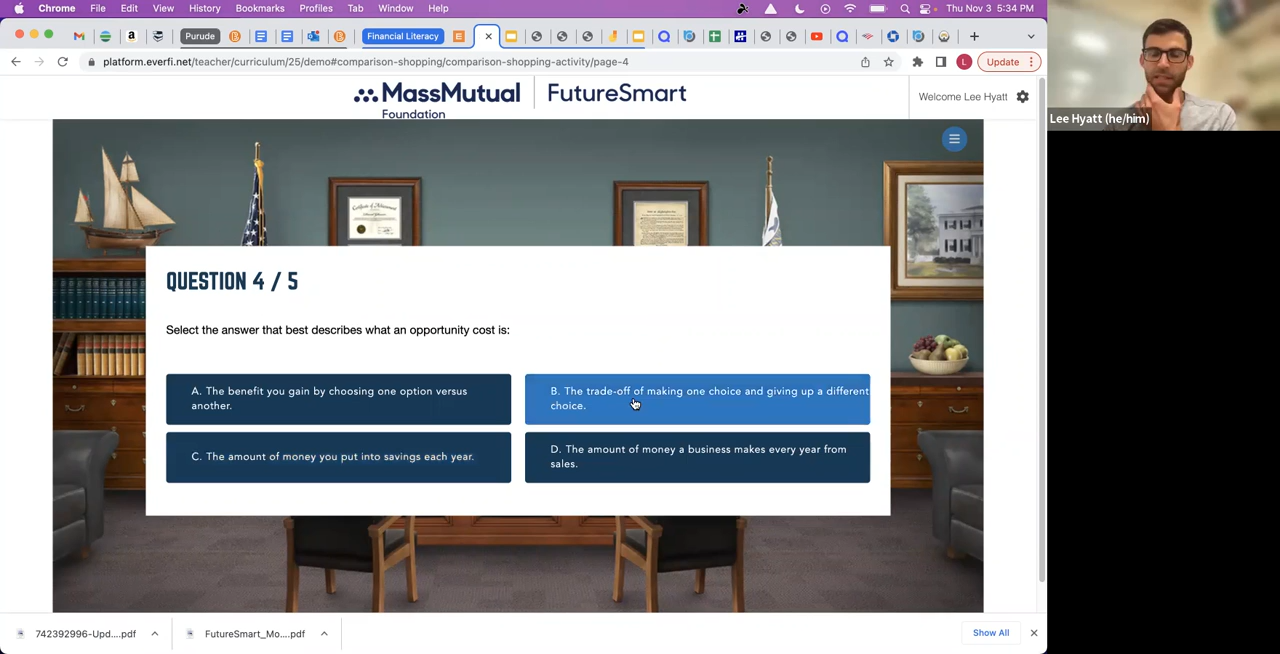 Chrome File Edit View History Bookmarks Profiles Tab Window Help Thu Nov 3 5:34 PM
Purude Financial Literacy
platform.everfi.net/teacher/curriculum/25/demo#comparison-shopping/comparison-shopping-activity/page-4 L Update
MassMutual FutureSmart
Foundation
Welcome Lee Hyatt
Lee Hyatt (he/him)
Certificate of Achievement
QUESTION 4 / 5
Select the answer that best describes what an opportunity cost is:
A. The benefit you gain by choosing one option versus
another.
B. The trade-off of making one choice and giving up a different
choice.
C. The amount of money you put into savings each year.
D. The amount of money a business makes every year from
sales.
742392996-Upd....pdf FutureSmart_Mo....pdf Show All